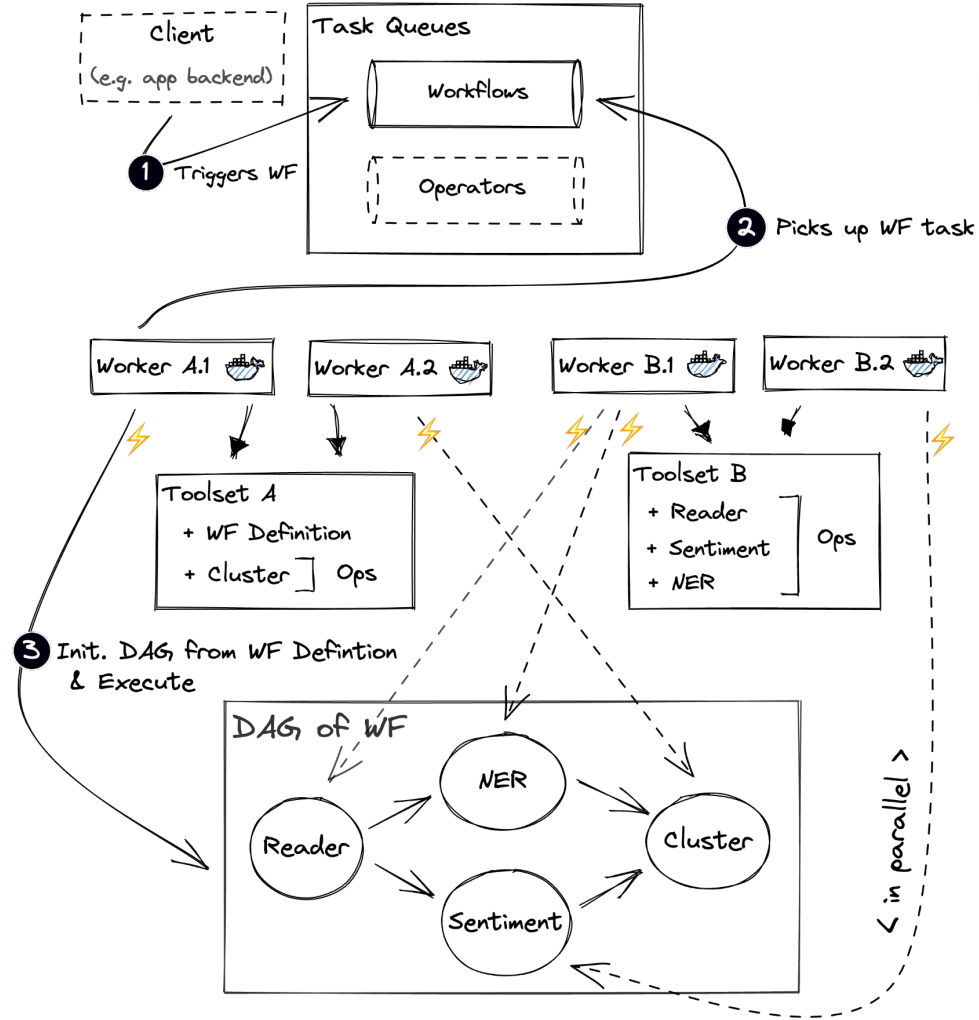 Client
(e.g. app backend)
Task Queues
Workflows
Operators
1 Triggers WF
2 Picks up WF task
Worker A.1
Worker A.2
Worker B.1
Worker B.2
Toolset A
+ WF Definition
+ Cluster
Ops
Toolset B
+ Reader
+ Sentiment
+ NER
Ops
3 Init. DAG from WF Defintion
& Execute
DAG of WF
NER
Reader
Cluster
Sentiment
< in parallel >